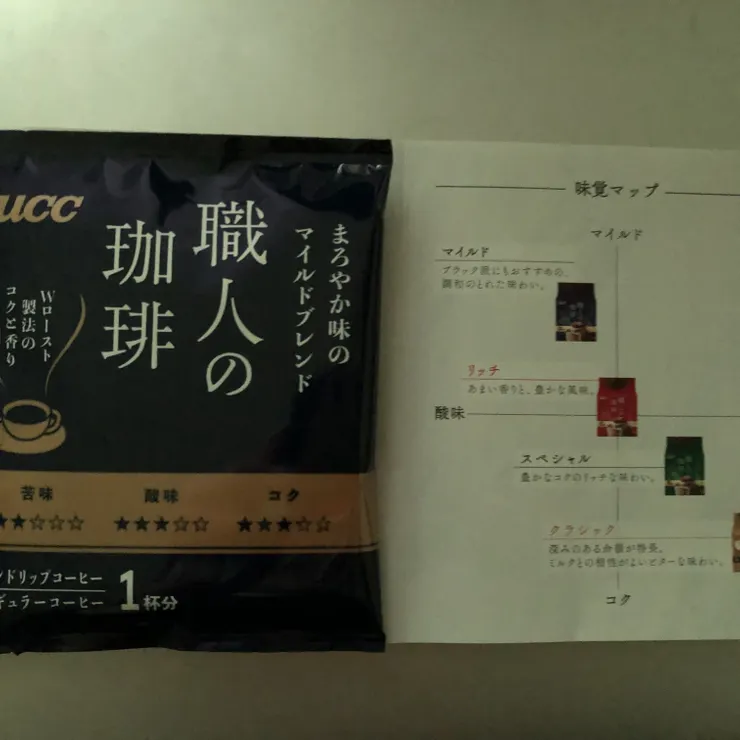 ucc
まろやか味の
マイルドブレンド
職人の
珈琲
Wロースト
製法の
コクと香り
苦味
酸味
コク
★★☆☆☆
★★★☆☆
★★★☆☆
ンドリップコーヒー
ギュラーコーヒー
1杯分
味覚マップ
マイルド
マイルド
ブラック派にもおすすめの、
調和のとれた味わい。
リッチ
あまい香りと、豊かな風味。
酸味
スペシャル
豊かなコクのリッチな味わい。
クラシック
深みのある余韻が特長。
ミルクとの相性がよいビターな味わい。
コク